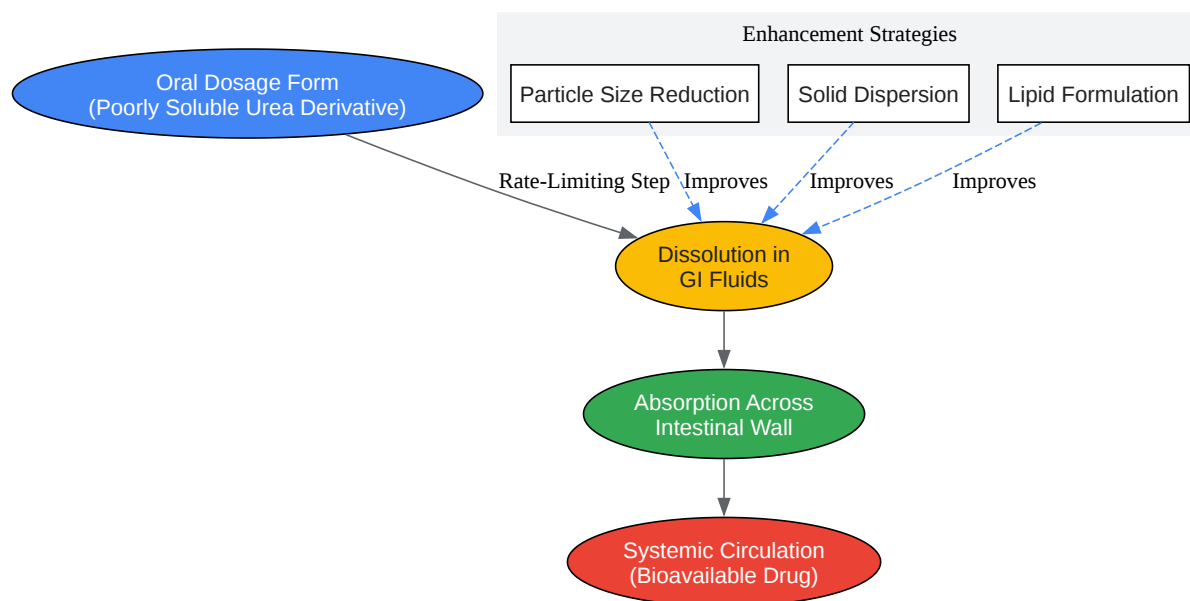 Enhancement Strategies
Oral Dosage Form
(Poorly Soluble Urea Derivative)
Particle Size Reduction
Solid Dispersion
Lipid Formulation
Rate-Limiting Step
Improves
Improves
Improves
Dissolution in
GI Fluids
Absorption Across
Intestinal Wall
Systemic Circulation
(Bioavailable Drug)